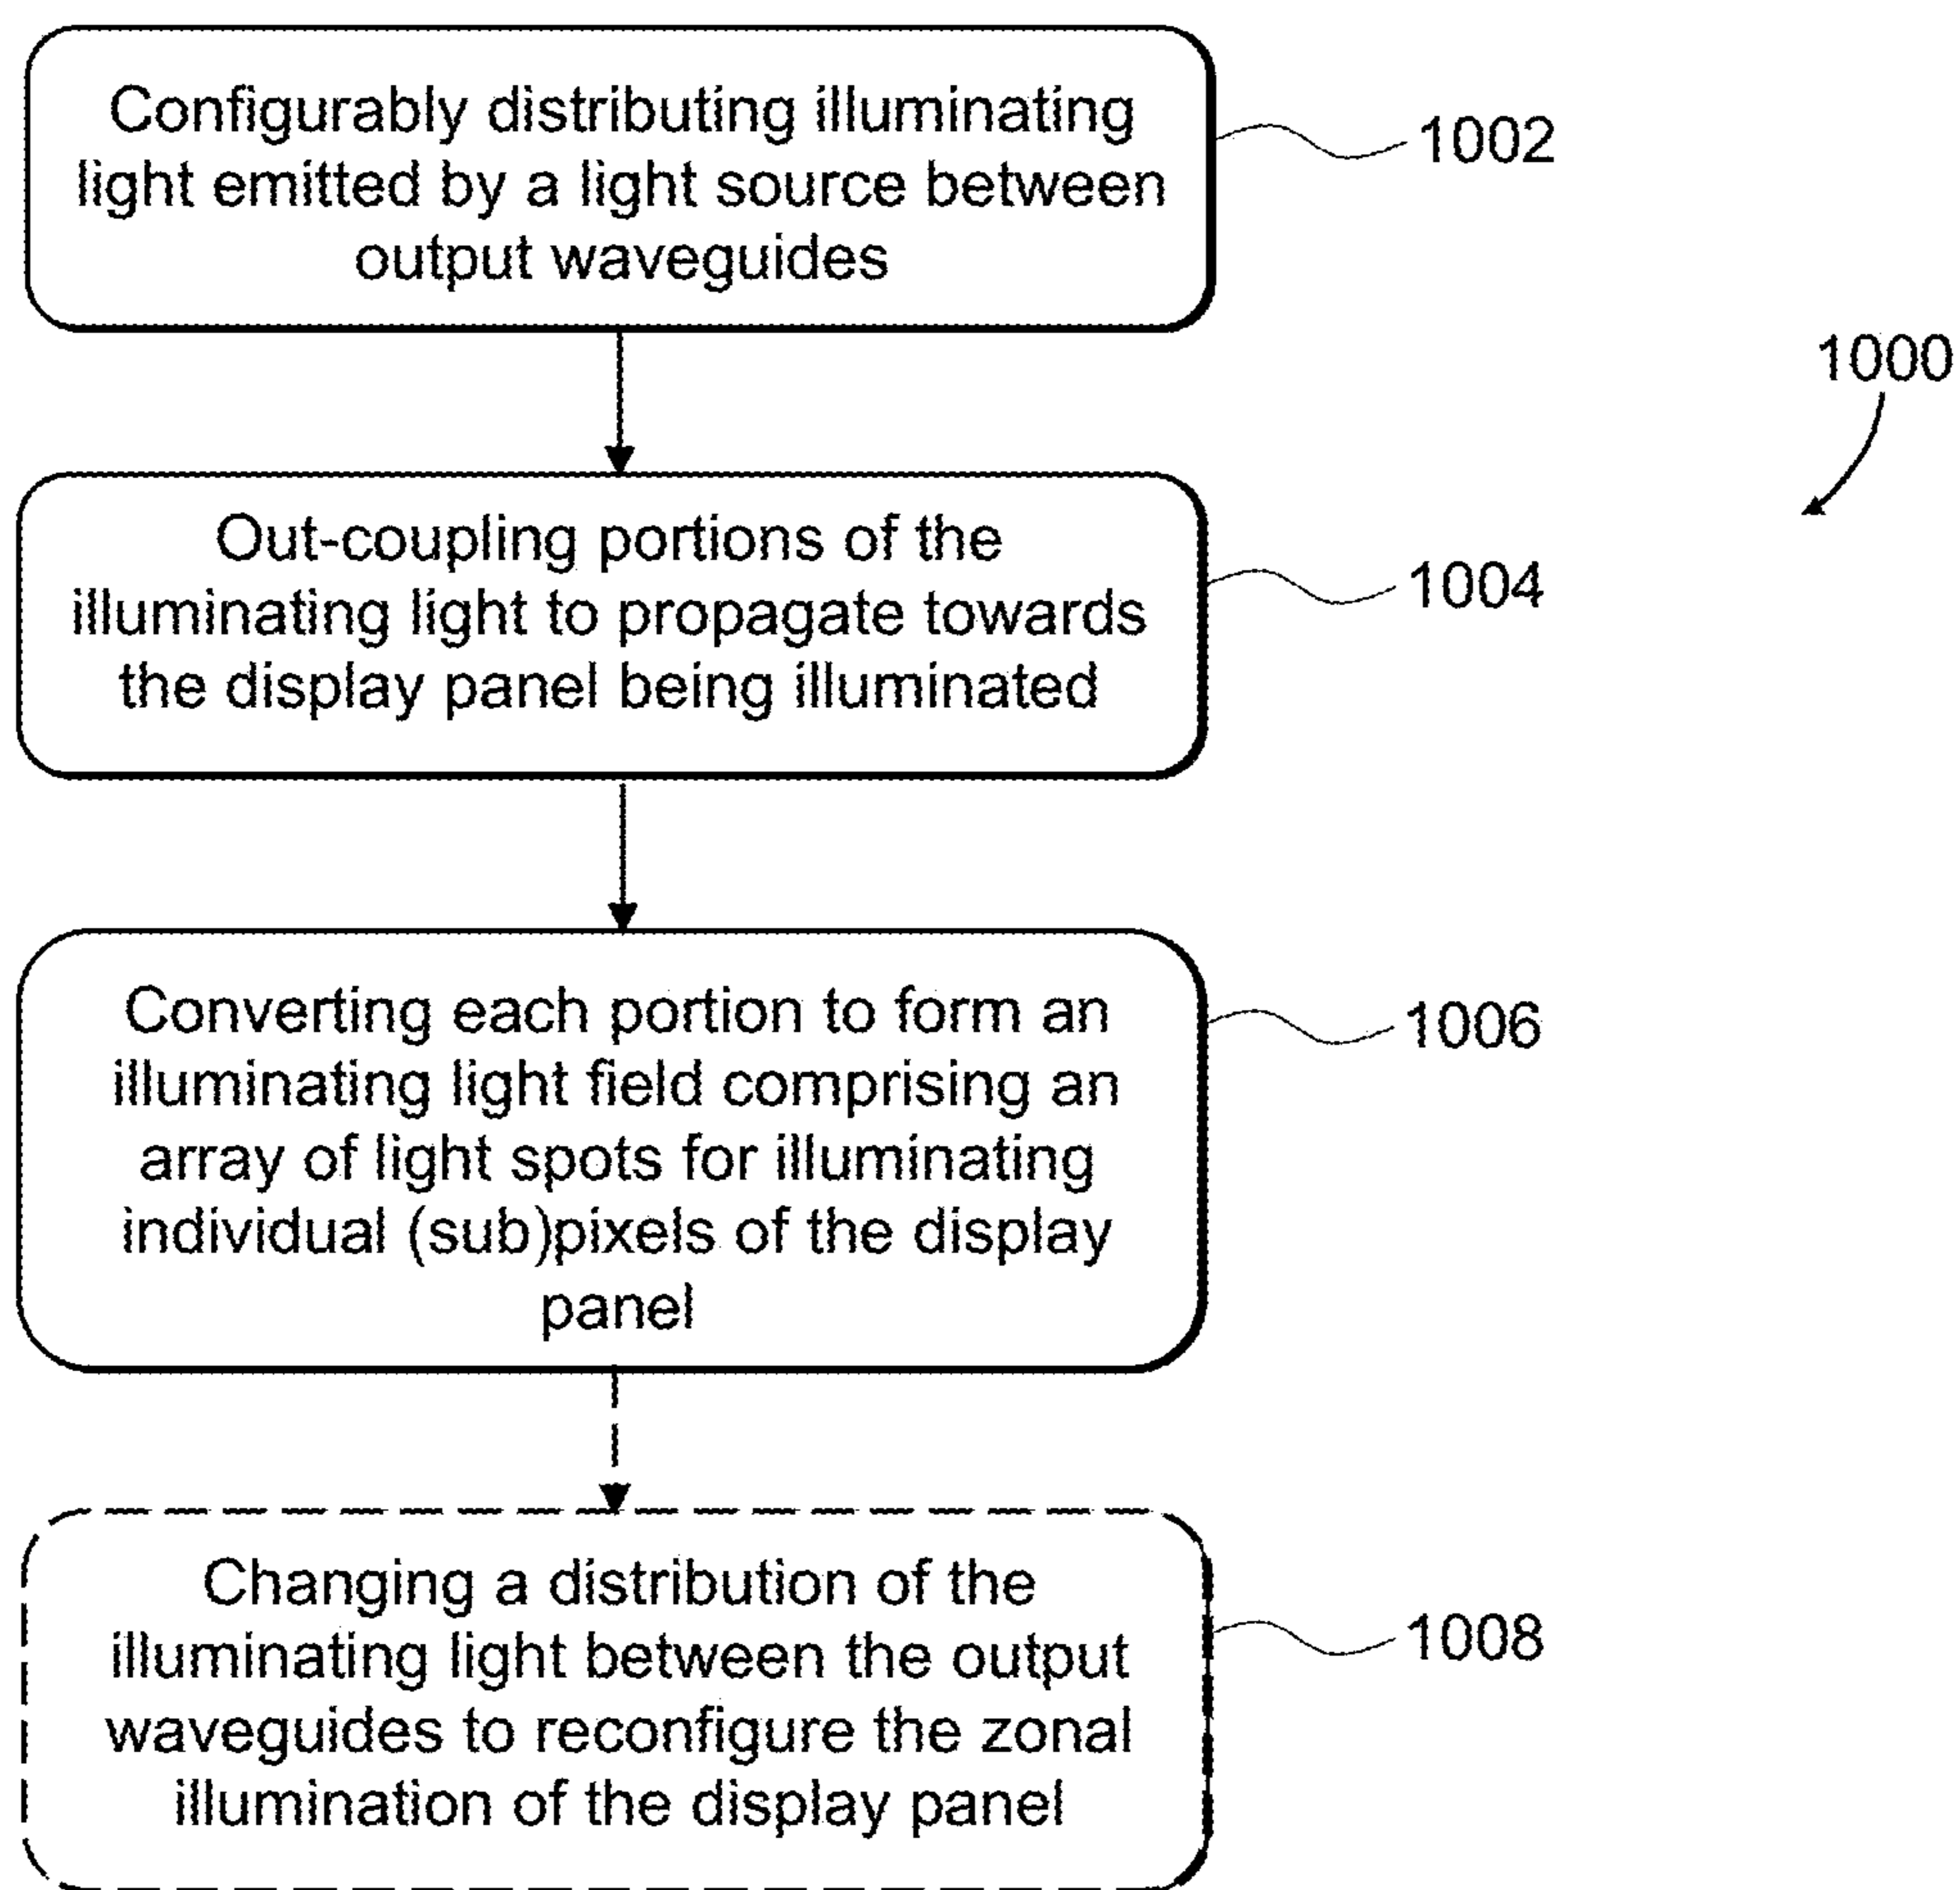 Configurably distributing illuminating
light emitted by a light source between
output waveguides
1002
1000
Out-coupling portions of the
illuminating light to propagate towards
the display panel being illuminated
1004
Converting each portion to form an
illuminating light field comprising an
array of light spots for illuminating
individual (sub)pixels of the display
panel
1006
Changing a distribution of the
illuminating light between the output
waveguides to reconfigure the zonal
illumination of the display panel
1008